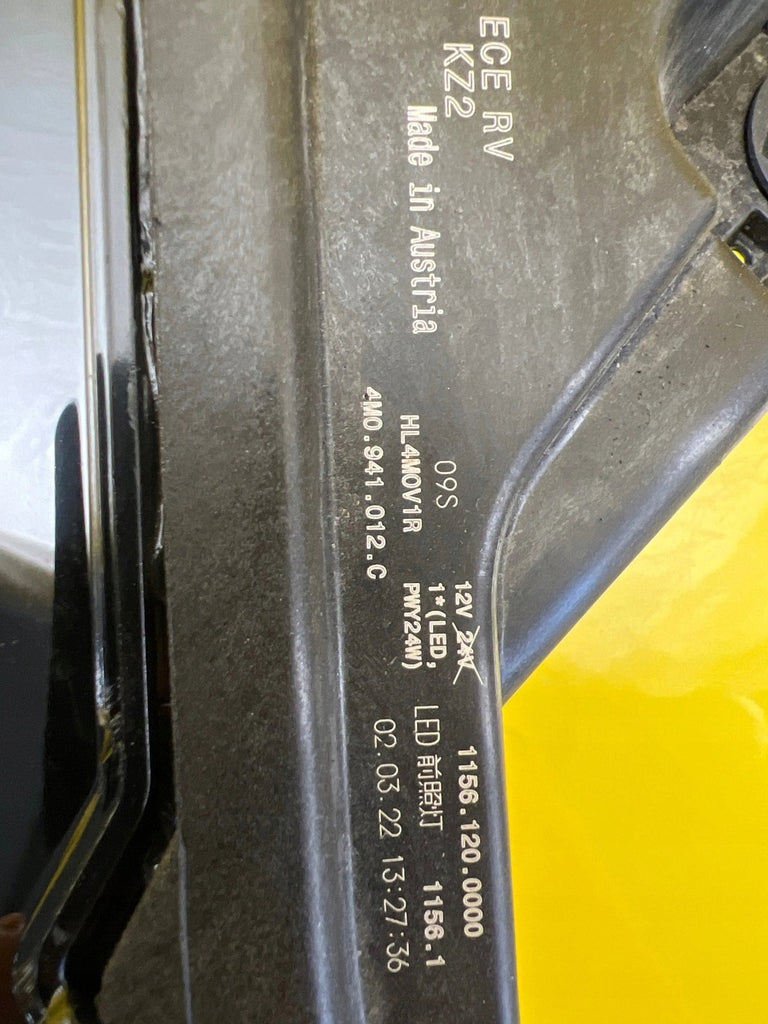 ECE RV
KZ2
Made in Austria
09S
HL4M0V1R
4M0.941.012.C
12V 24V
1*(LED,
PWY24W)
1156.120.0000
LED 前照灯 1156.1
02.03.22 13:27:36